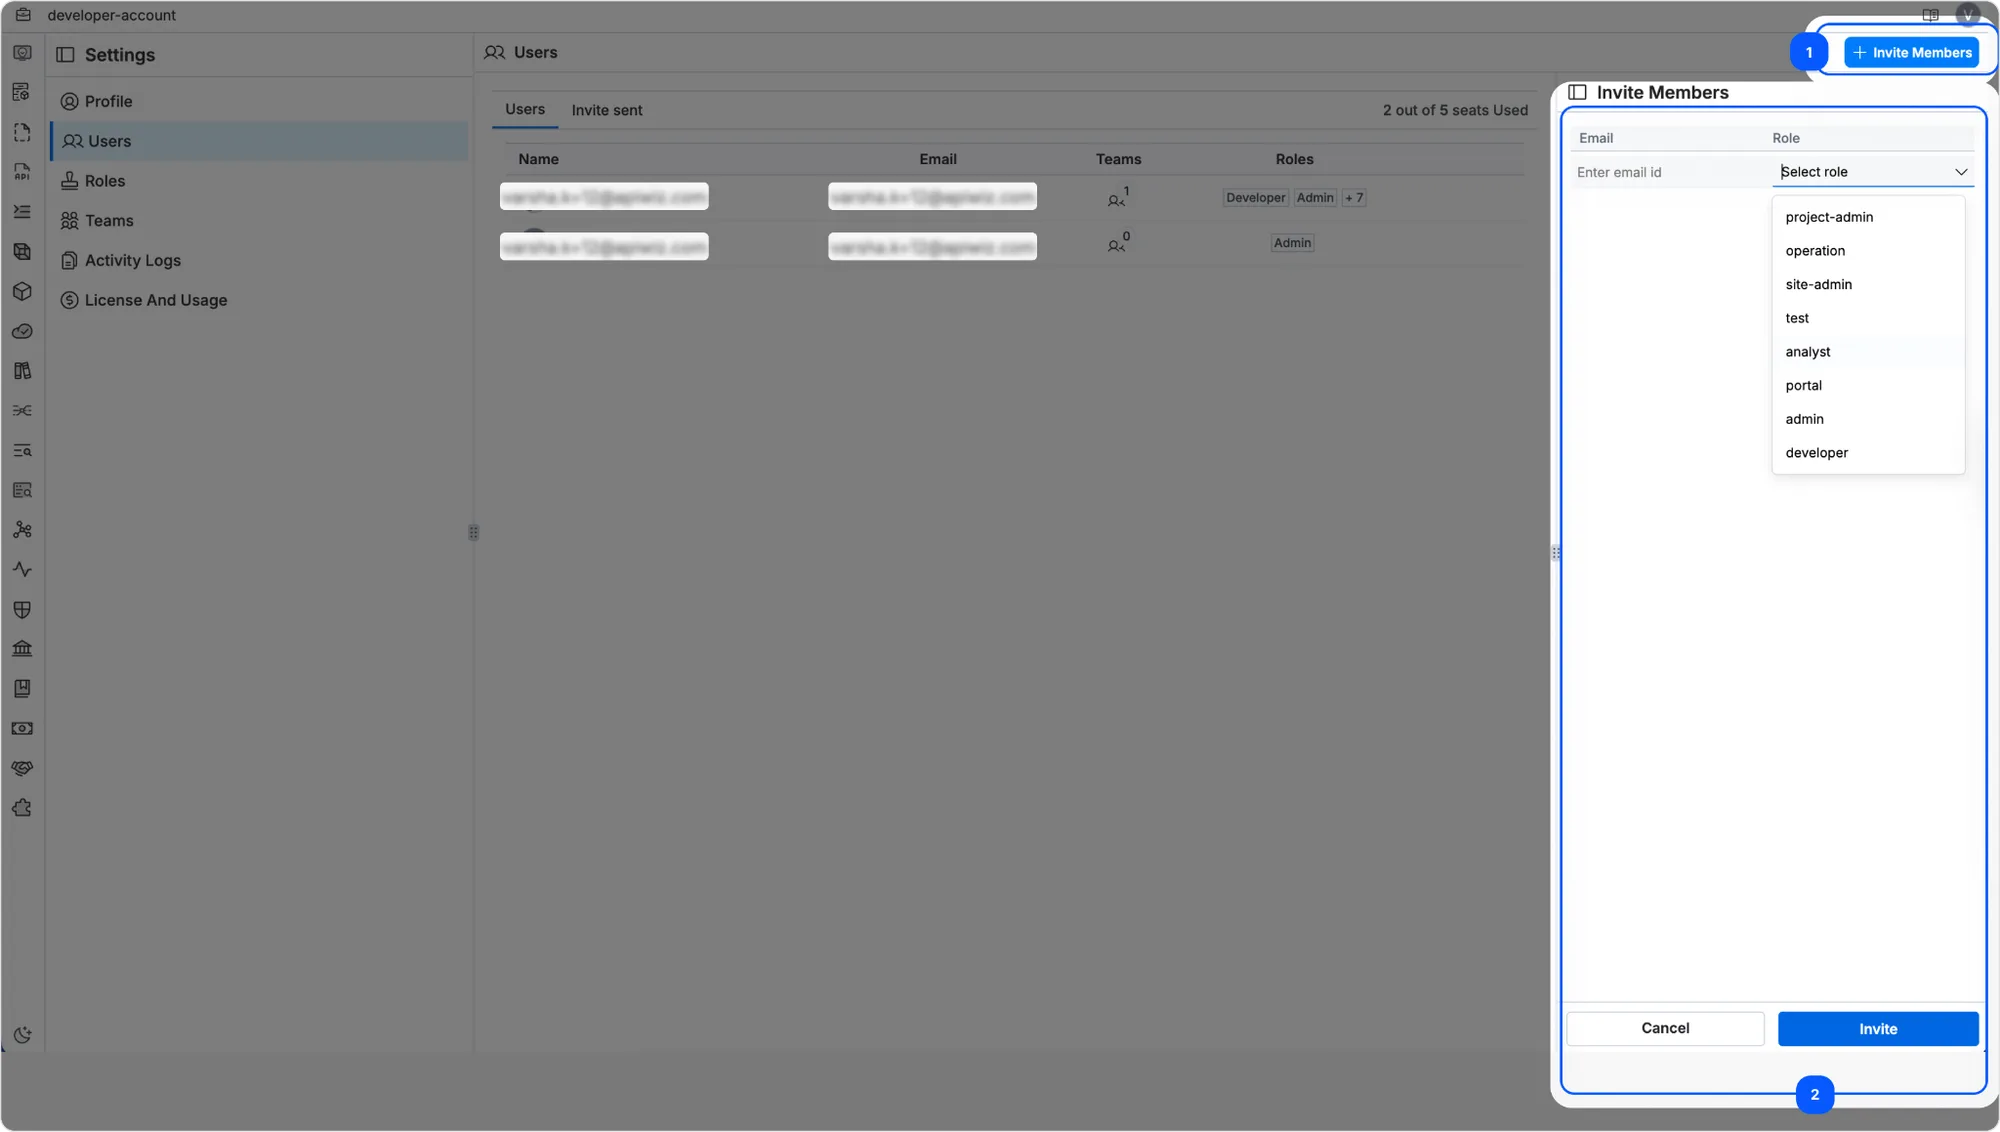 developer-account
V
Settings
Profile
Users
Roles
Teams
Activity Logs
License And Usage
API
Users
1
+ Invite Members
Users
Invite sent
2 out of 5 seats Used
Name
Email
Teams
Roles
1
Developer
Admin
+ 7
0
Admin
Invite Members
Email
Role
Enter email id
Select role
project-admin
operation
site-admin
test
analyst
portal
admin
developer
Cancel
Invite
2